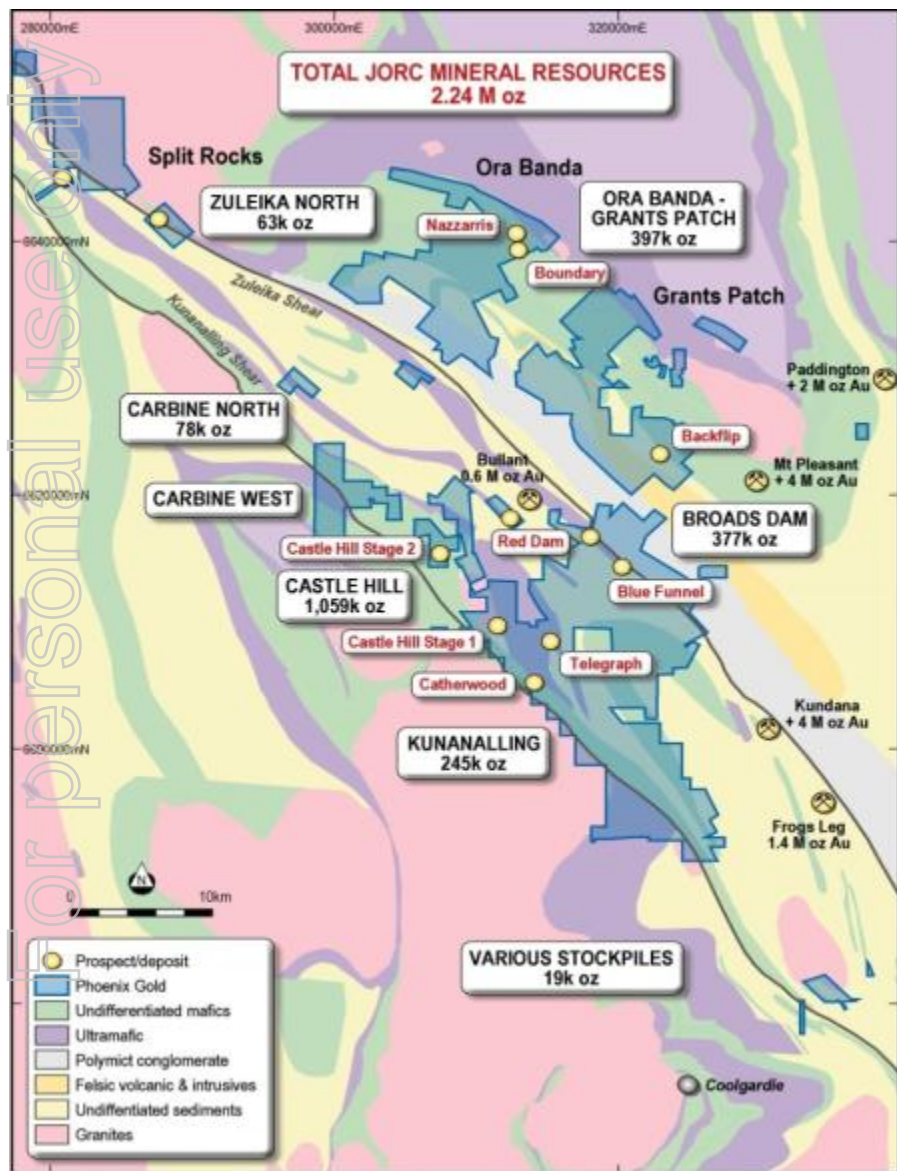 280000mE
300000mE
320000mE
TOTAL JORC MINERAL RESOURCES
2.24 M oz
Split Rocks
Ora Banda
ZULEIKA NORTH
63k oz
Nazzarris
ORA BANDA -
GRANTS PATCH
397k oz
6640000mN
Boundary
Zuleika Shear
Grants Patch
Kunanalling Shear
Paddington
+ 2 M oz Au
CARBINE NORTH
78k oz
Backflip
Bullant
0.6 M oz Au
Mt Pleasant
+ 4 M oz Au
6620000mN
CARBINE WEST
BROADS DAM
377k oz
Castle Hill Stage 2
Red Dam
CASTLE HILL
1,059k oz
Blue Funnel
Castle Hill Stage 1
Telegraph
Catherwood
Kundana
+ 4 M oz Au
KUNANALLING
245k oz
6600000mN
Frogs Leg
1.4 M oz Au
N
0
10km
VARIOUS STOCKPILES
19k oz
Prospect/deposit
Phoenix Gold
Undifferentiated mafics
Ultramafic
Polymict conglomerate
Felsic volcanic & intrusives
Undiffentiated sediments
Granites
Coolgardie
For personal use only